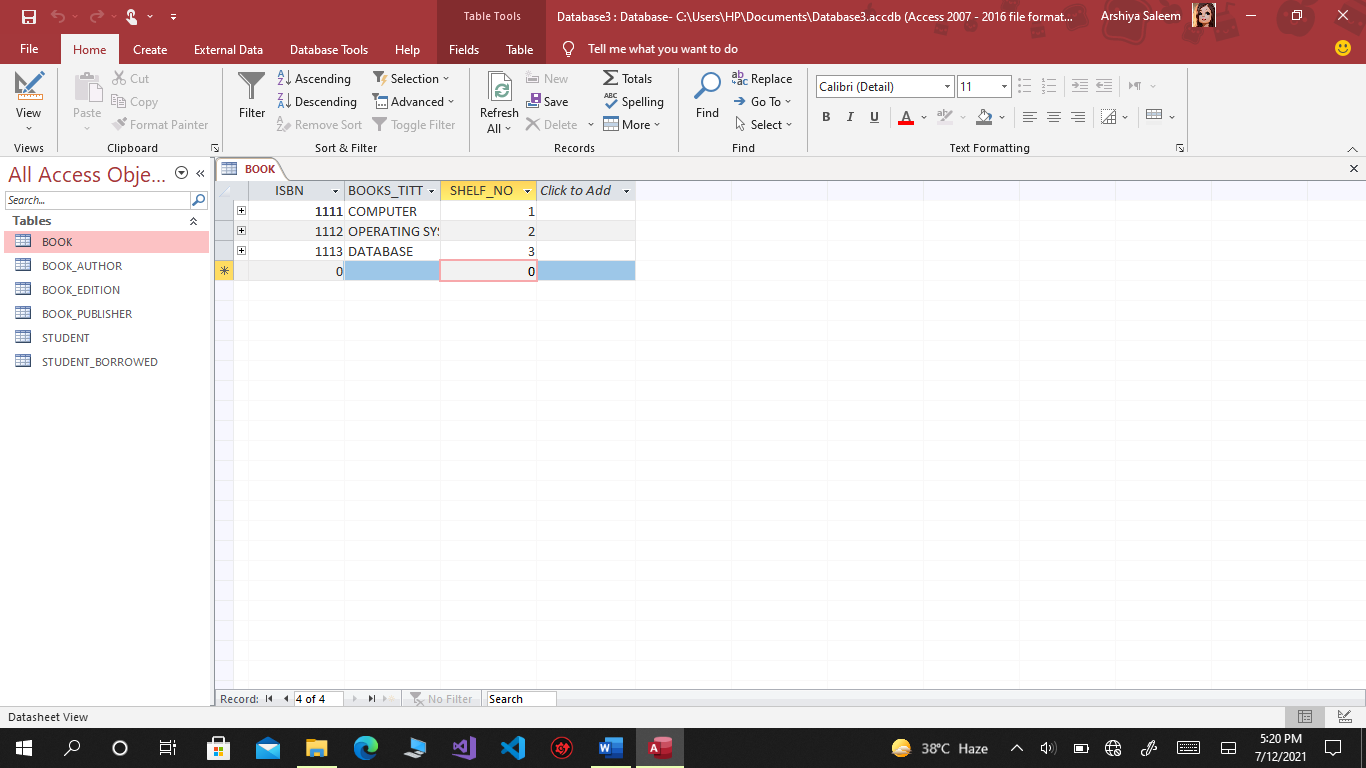 Table Tools
Database3 : Database- C:\Users\HP\Documents\Database3.accdb (Access 2007 - 2016 file format...
Arshiya Saleem
File Home Create External Data Database Tools Help Fields Table Tell me what you want to do
View
Views
Paste
Cut
Copy
Format Painter
Clipboard
Filter
Ascending
Descending
Remove Sort
Selection
Advanced
Toggle Filter
Sort & Filter
Refresh
All
New
Save
Delete
Totals
Spelling
More
Records
Find
Replace
Go To
Select
Find
Calibri (Detail) 11
B I U A
Text Formatting
All Access Obje...
Search...
Tables
BOOK
BOOK_AUTHOR
BOOK_EDITION
BOOK_PUBLISHER
STUDENT
STUDENT_BORROWED
BOOK
ISBN BOOKS_TITT SHELF_NO Click to Add
1111 COMPUTER 1
1112 OPERATING SYS 2
1113 DATABASE 3
0 0
Record: 4 of 4 No Filter Search
Datasheet View
38°C Haze
5:20 PM
7/12/2021